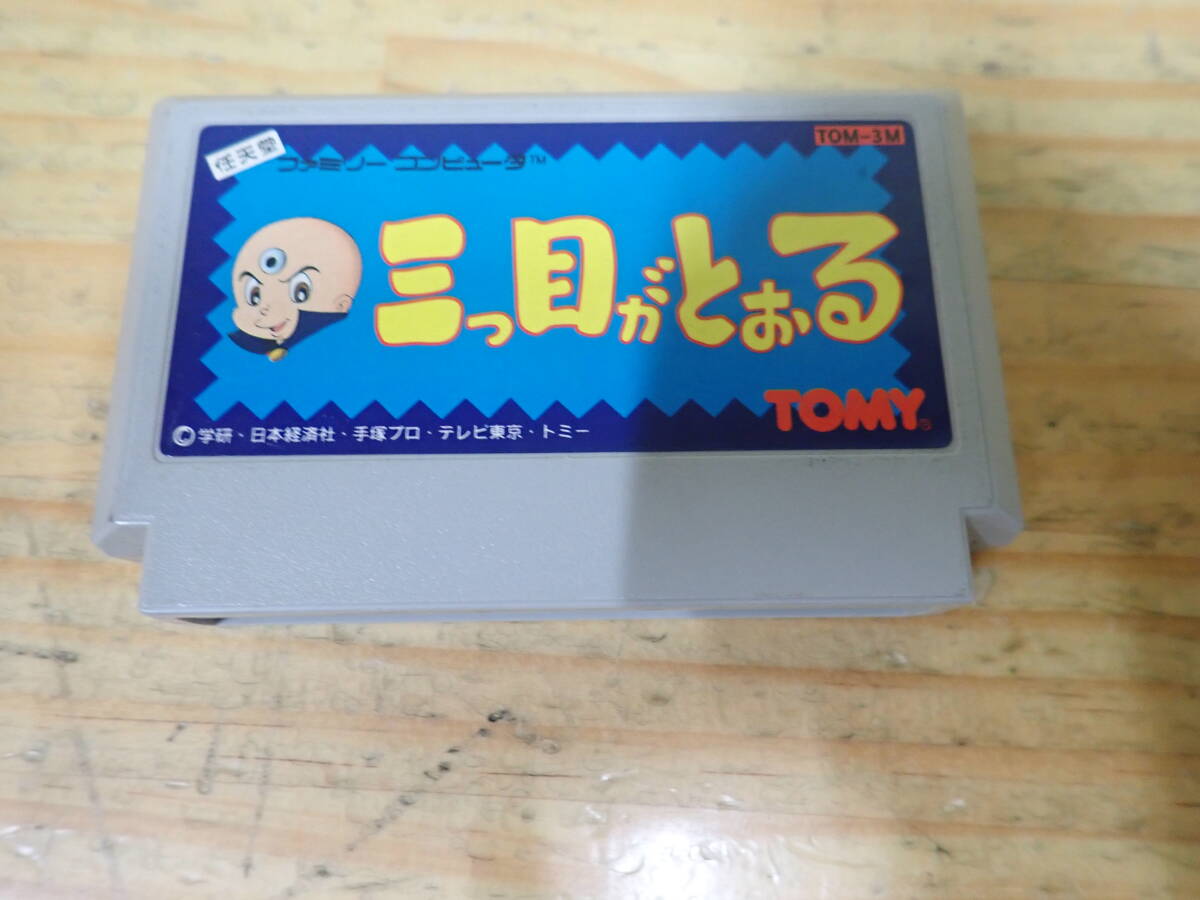 任天堂
ファミリー コンピュータ™
TOM-3M
三つ目がとおる
TOMY®
©学研・日本経済社・手塚プロ・テレビ東京・トミー